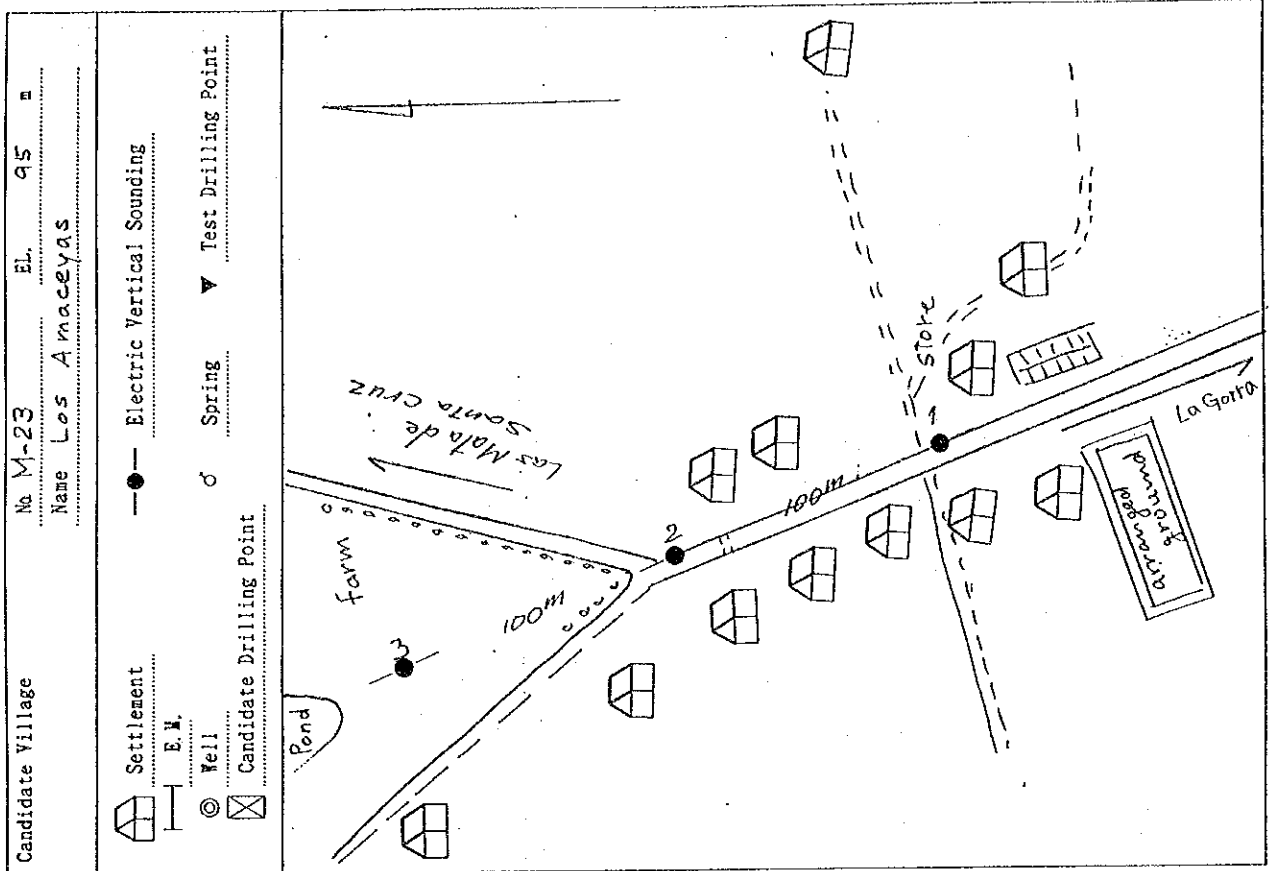 Candidate Village
No M-23 EL. 95 m
Name Los Amaceyas
Settlement
Electric Vertical Sounding
E.M.
Well
Spring
Test Drilling Point
Candidate Drilling Point
Pond
3
Farm
100m
Las Mata de
Santa Cruz
2
100m
1
store
La Gorra
arranged
ground